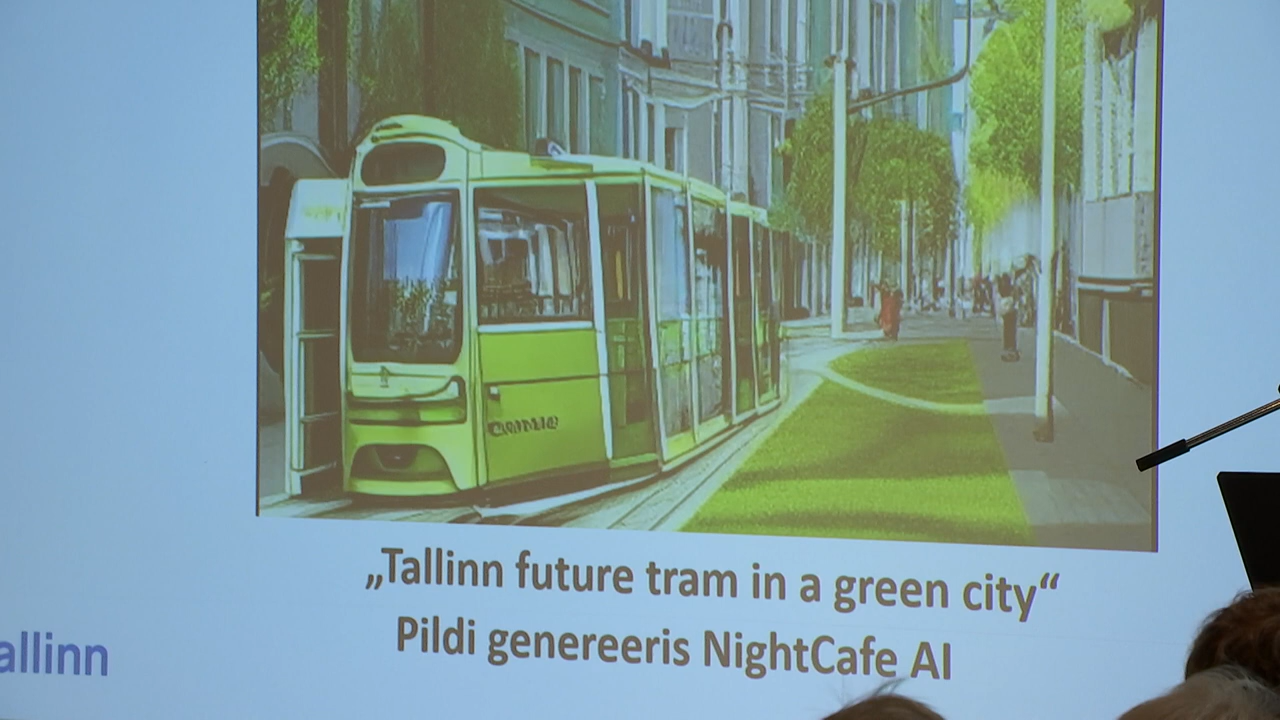 „Tallinn future tram in a green city“
Pildi genereeris NightCafe AI
allinn